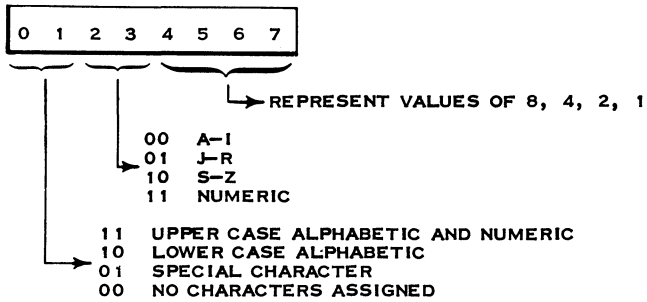 0 1 2 3 4 5 6 7
REPRESENT VALUES OF 8, 4, 2, 1
00 A-I
01 J-R
10 S-Z
11 NUMERIC
11 UPPER CASE ALPHABETIC AND NUMERIC
10 LOWER CASE ALPHABETIC
01 SPECIAL CHARACTER
00 NO CHARACTERS ASSIGNED